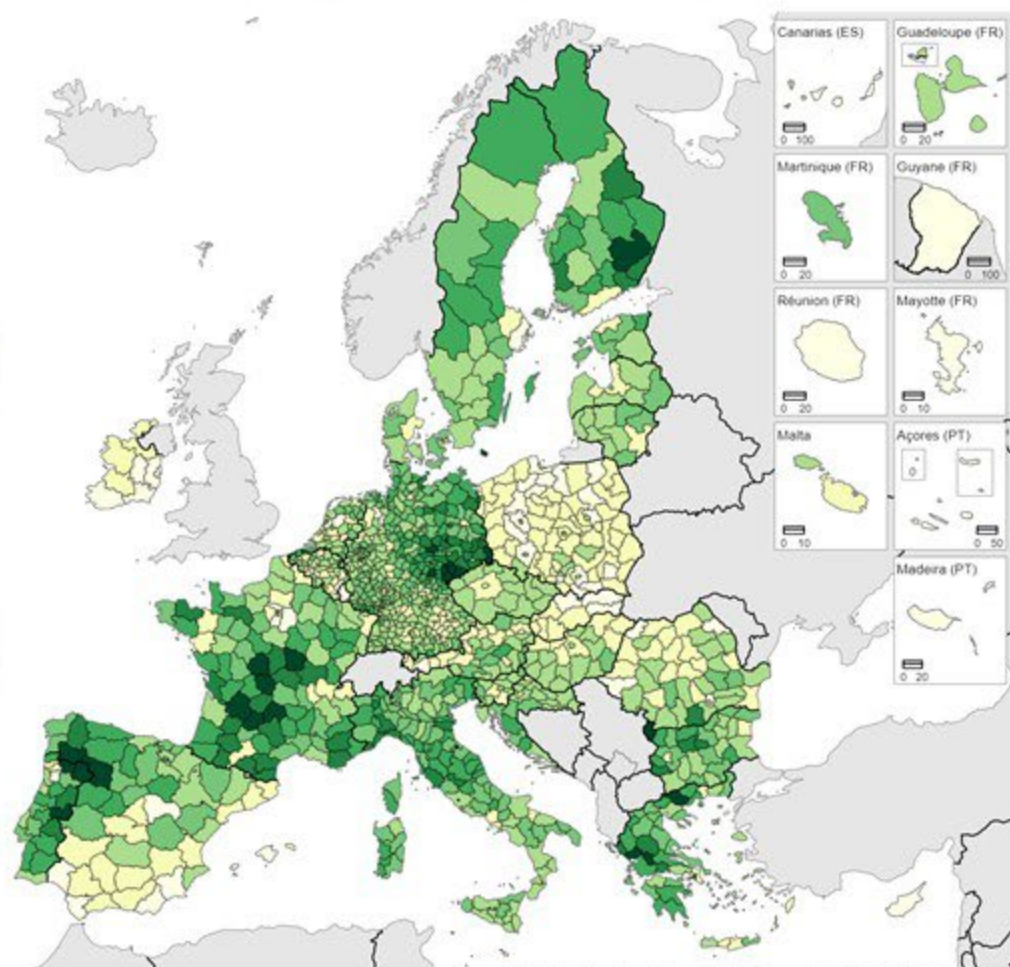 Canarias (ES)
0 100
Guadeloupe (FR)
0 20
Martinique (FR)
0 20
Guyane (FR)
0 100
Réunion (FR)
0 20
Mayotte (FR)
0 10
Malta
0 10
Açores (PT)
0 50
Madeira (PT)
0 20